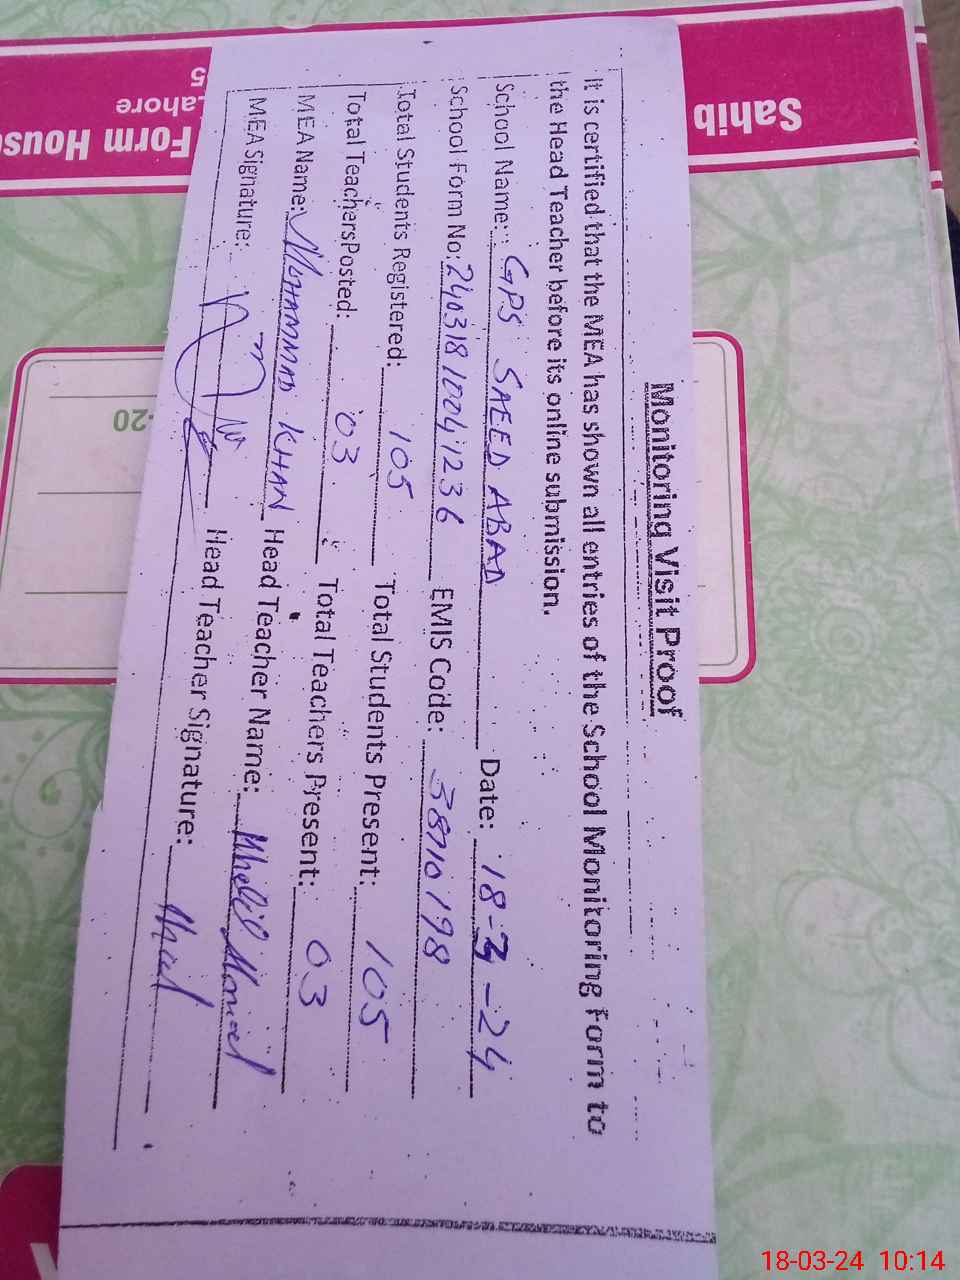 Monitoring Visit Proof
It is certified that the MEA has shown all entries of the School Monitoring Form to
the Head Teacher before its online submission.
School Name: GPS SAEED ABAD Date: 18-3-24
School Form No: 240318 1004 1236 EMIS Code: 38710198
Total Students Registered: 105 Total Students Present: 105
Total TeachersPosted: 03 Total Teachers Present: 03
MEA Name: MUHAMMAD KHAN Head Teacher Name:
MEA Signature: Head Teacher Signature:
Sahib
Form House
Lahore
5
-20
18-03-24 10:14